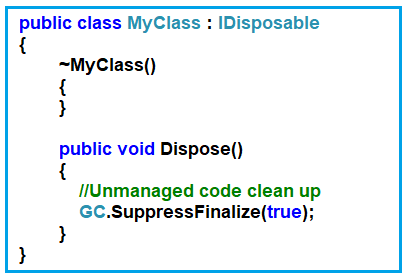 public class MyClass : IDisposable
{
~MyClass()
{
}
public void Dispose()
{
//Unmanaged code clean up
GC.SuppressFinalize(true);
}
}